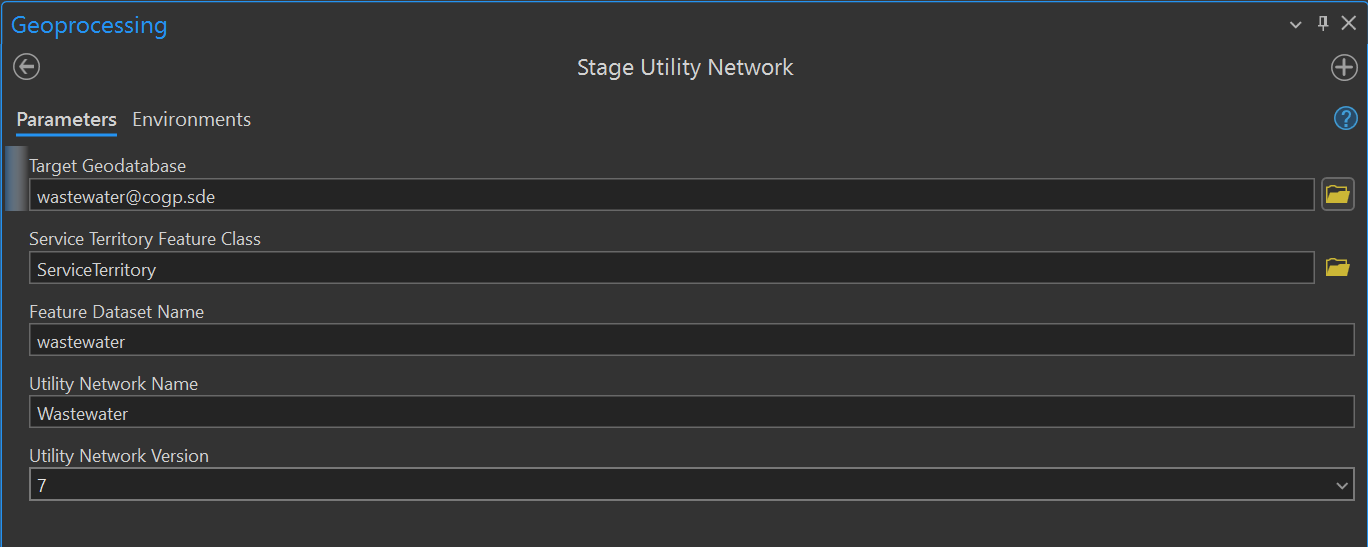 Geoprocessing
Stage Utility Network
Parameters Environments
Target Geodatabase
wastewater@cogp.sde
Service Territory Feature Class
ServiceTerritory
Feature Dataset Name
wastewater
Utility Network Name
Wastewater
Utility Network Version
7